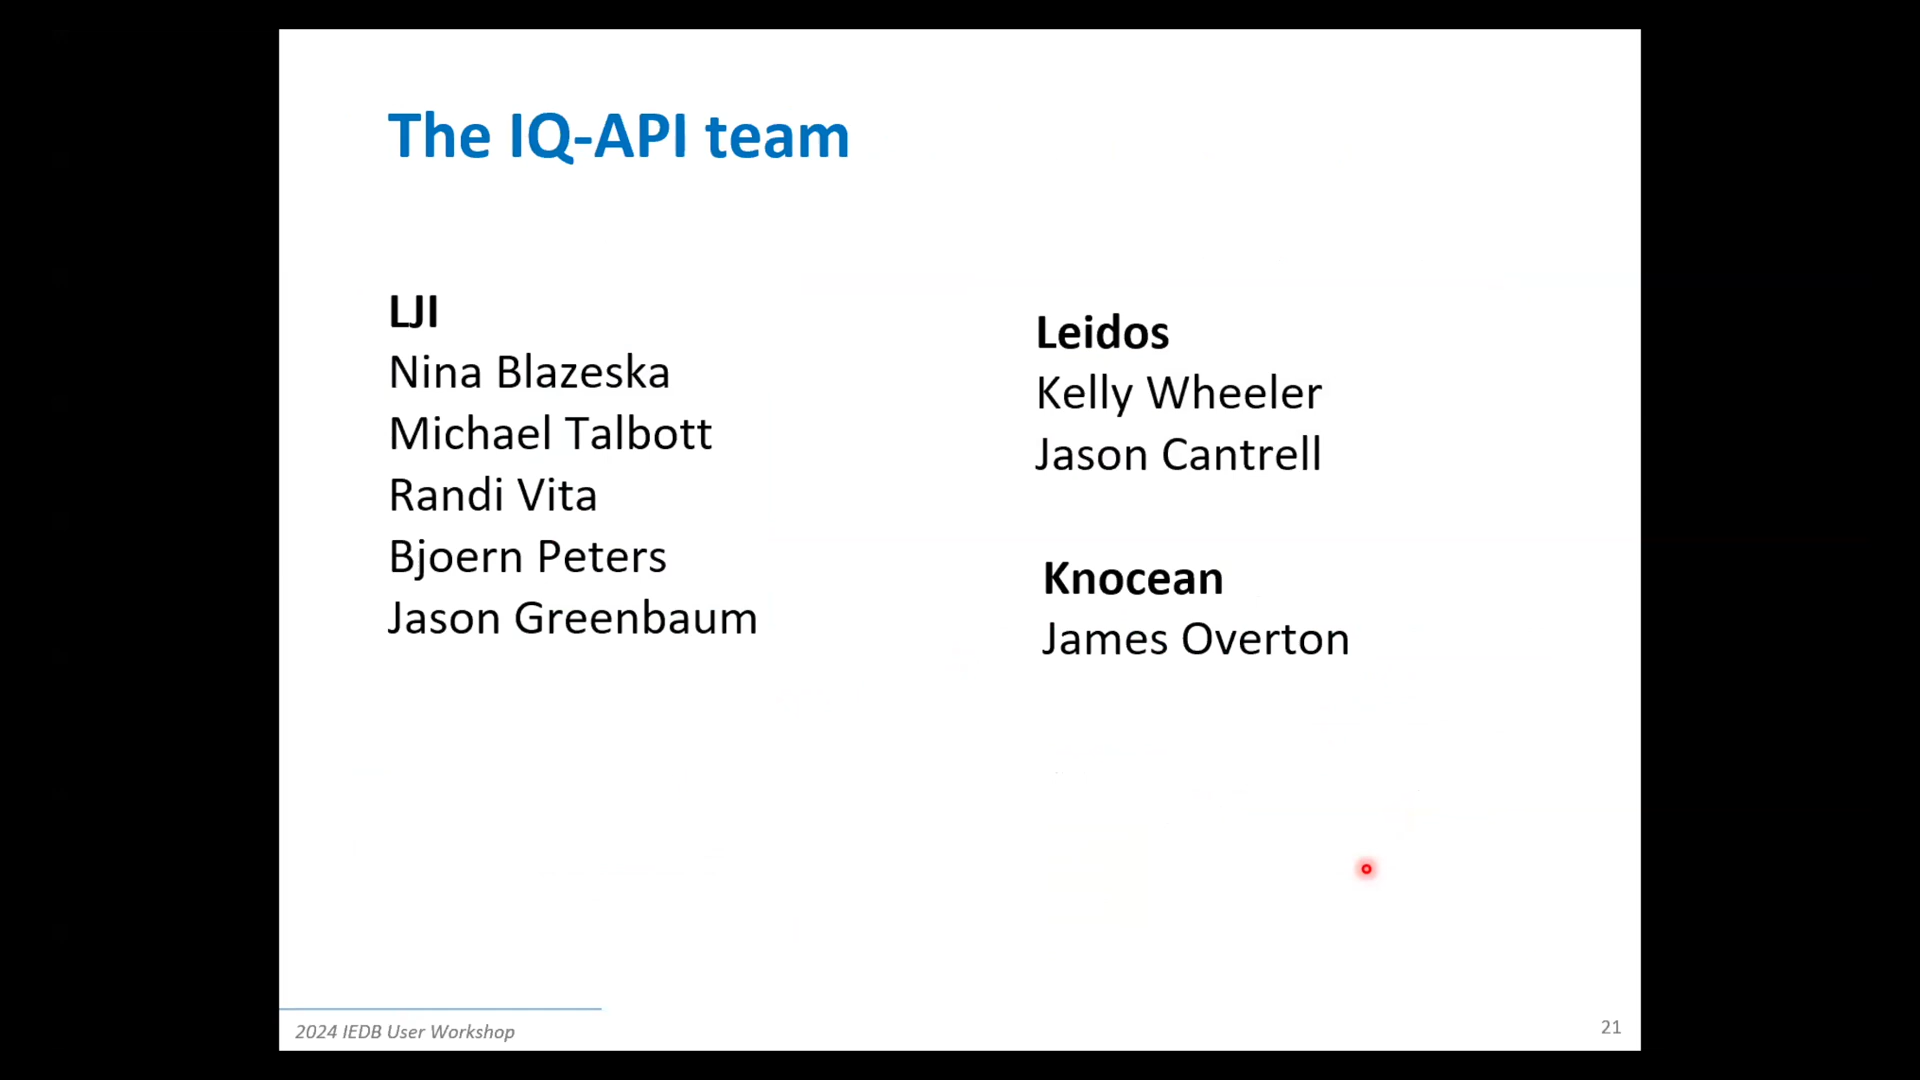 The IQ-API team
LJI
Nina Blazeska
Michael Talbott
Randi Vita
Bjoern Peters
Jason Greenbaum
Leidos
Kelly Wheeler
Jason Cantrell
Knocean
James Overton
2024 IEDB User Workshop
21